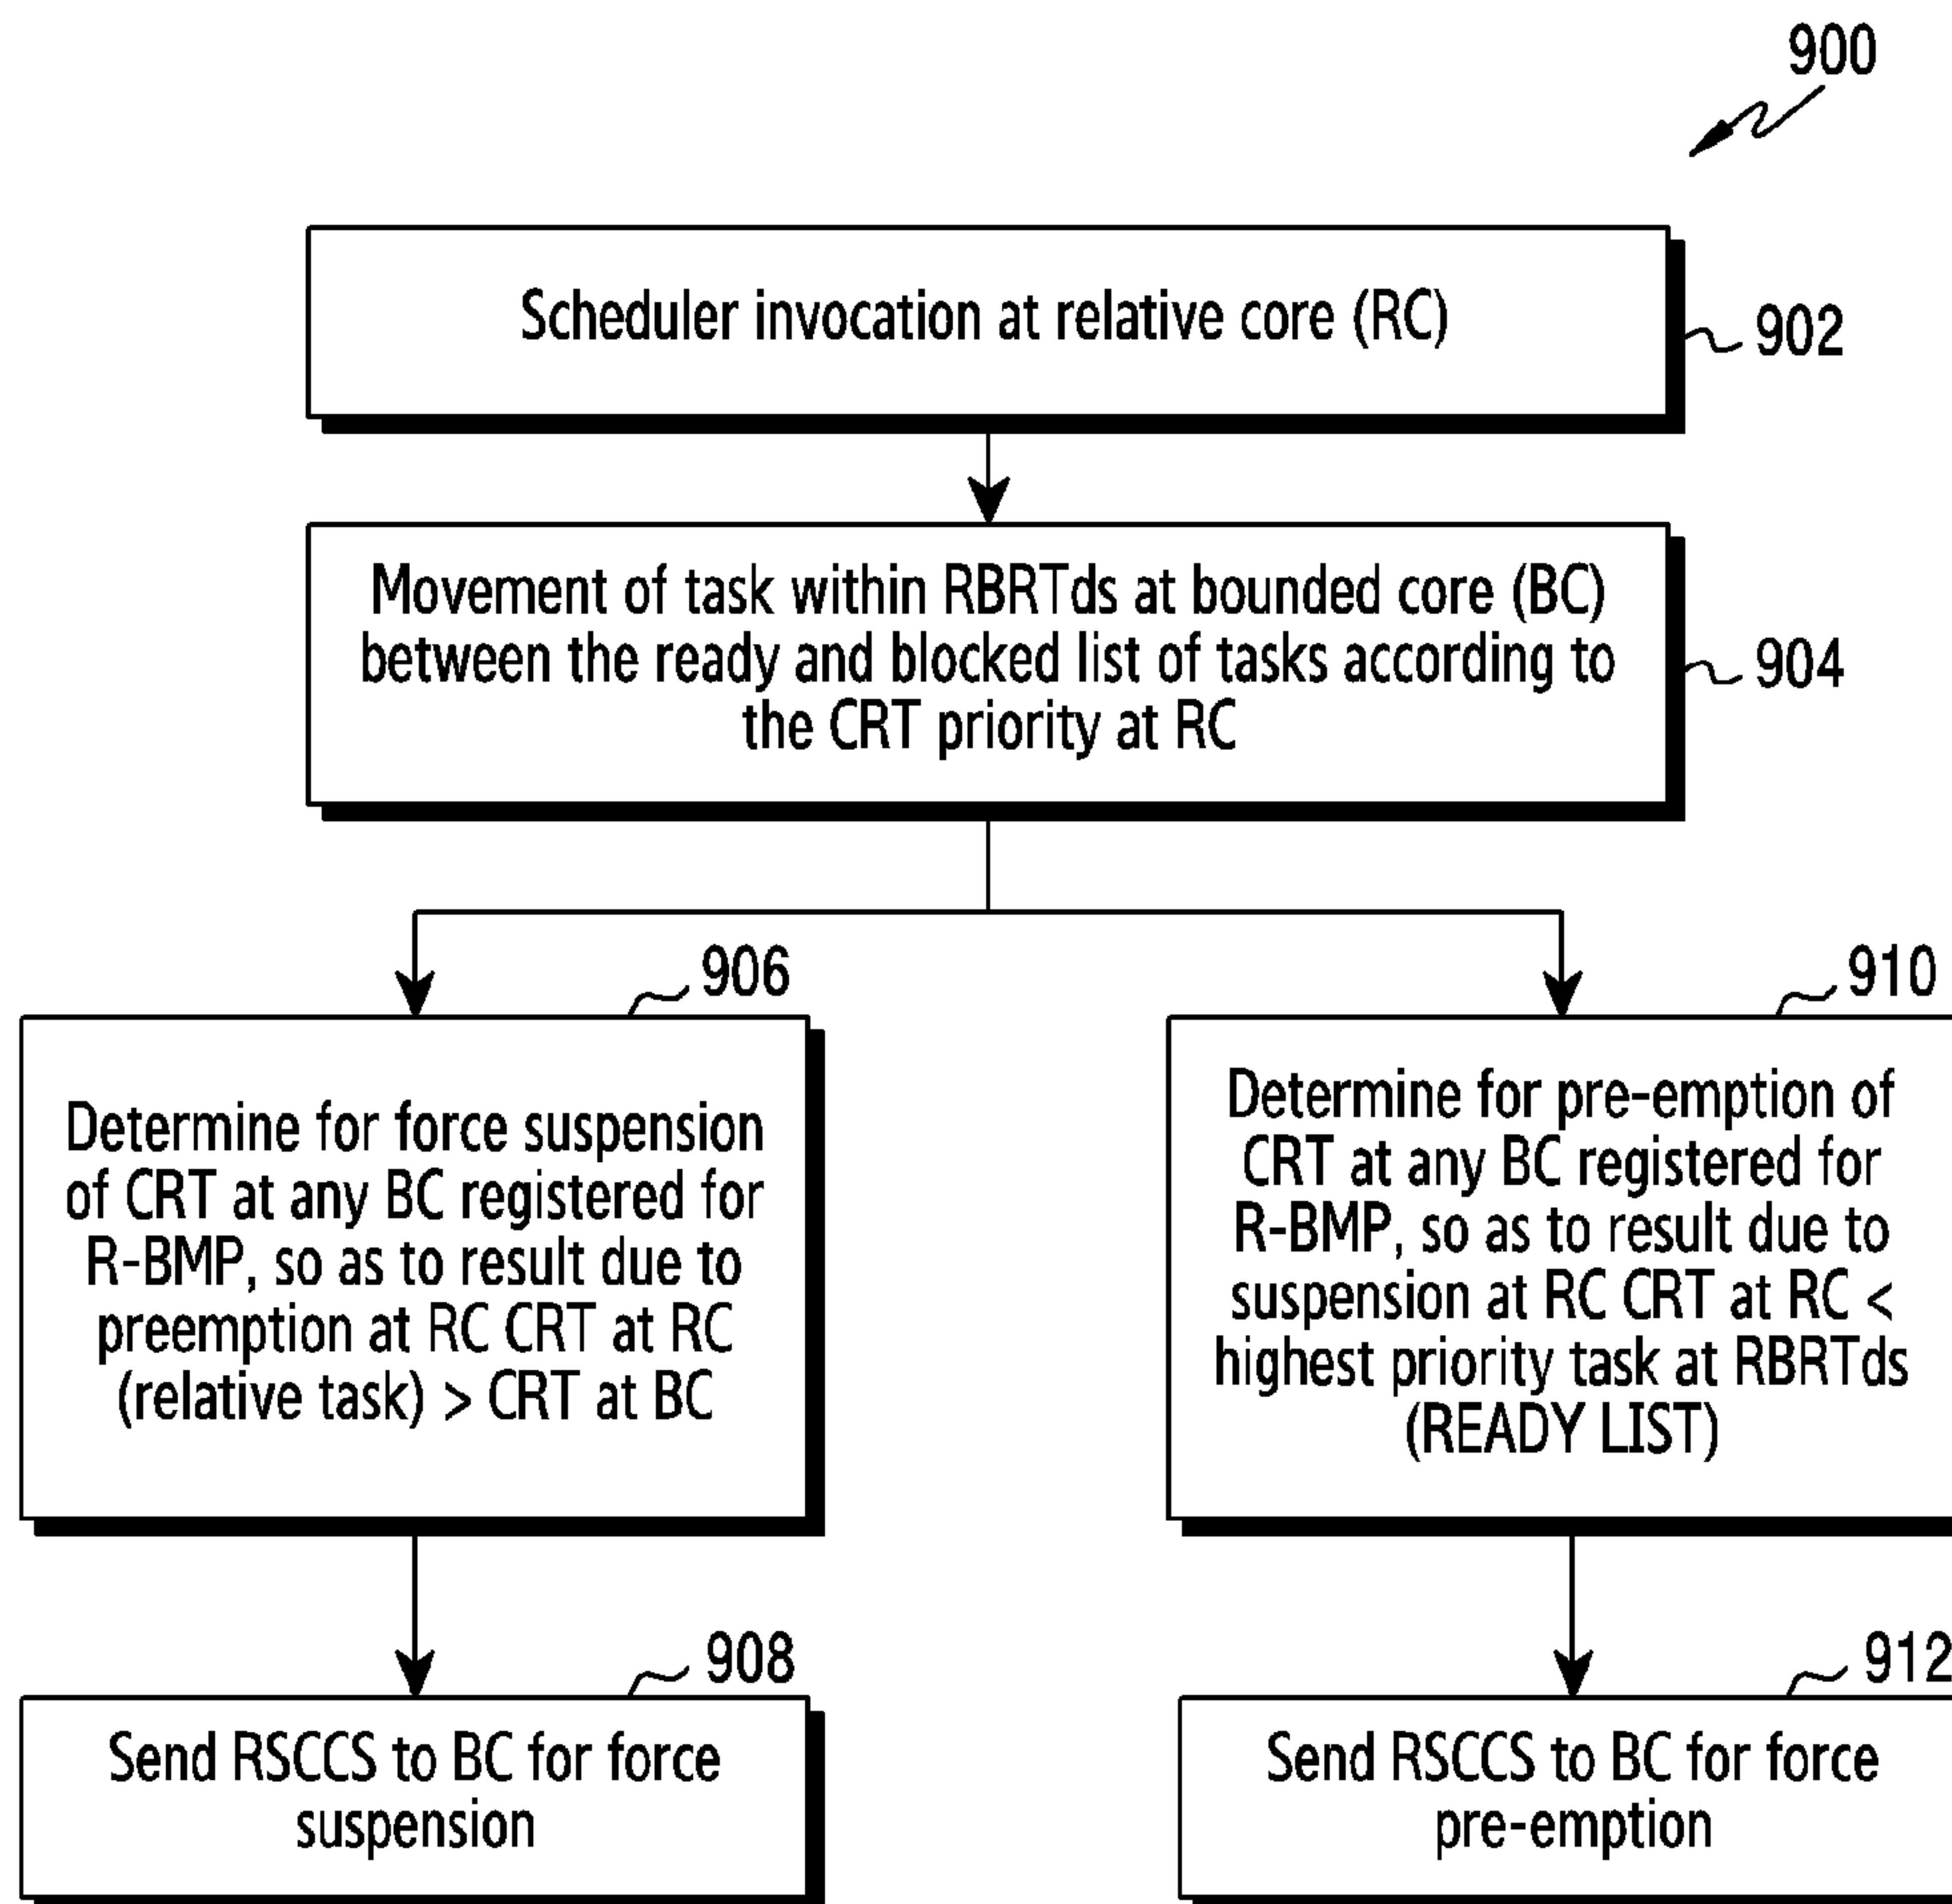 900
Scheduler invocation at relative core (RC)
902
Movement of task within RBRTds at bounded core (BC)
between the ready and blocked list of tasks according to
the CRT priority at RC
904
906
Determine for force suspension
of CRT at any BC registered for
R-BMP, so as to result due to
preemption at RC CRT at RC
(relative task) > CRT at BC
910
Determine for pre-emption of
CRT at any BC registered for
R-BMP, so as to result due to
suspension at RC CRT at RC <
highest priority task at RBRTds
(READY LIST)
908
Send RSCCS to BC for force
suspension
912
Send RSCCS to BC for force
pre-emption